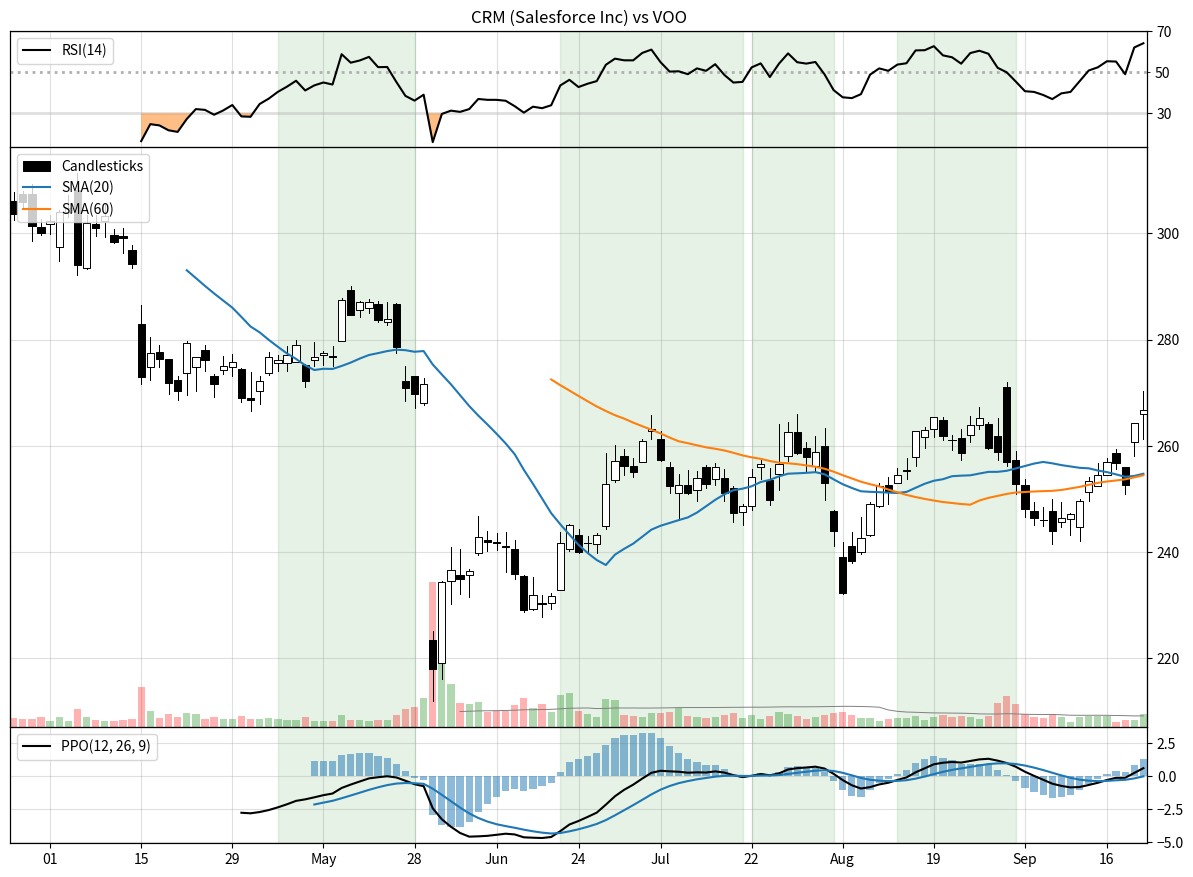 CRM (Salesforce Inc) vs VOO
RSI(14)
70
50
30
Candlesticks
SMA(20)
SMA(60)
300
280
260
240
220
PPO(12, 26, 9)
2.5
0.0
−2.5
−5.0
01 15 29 May 28 Jun 24 Jul 22 Aug 19 Sep 16